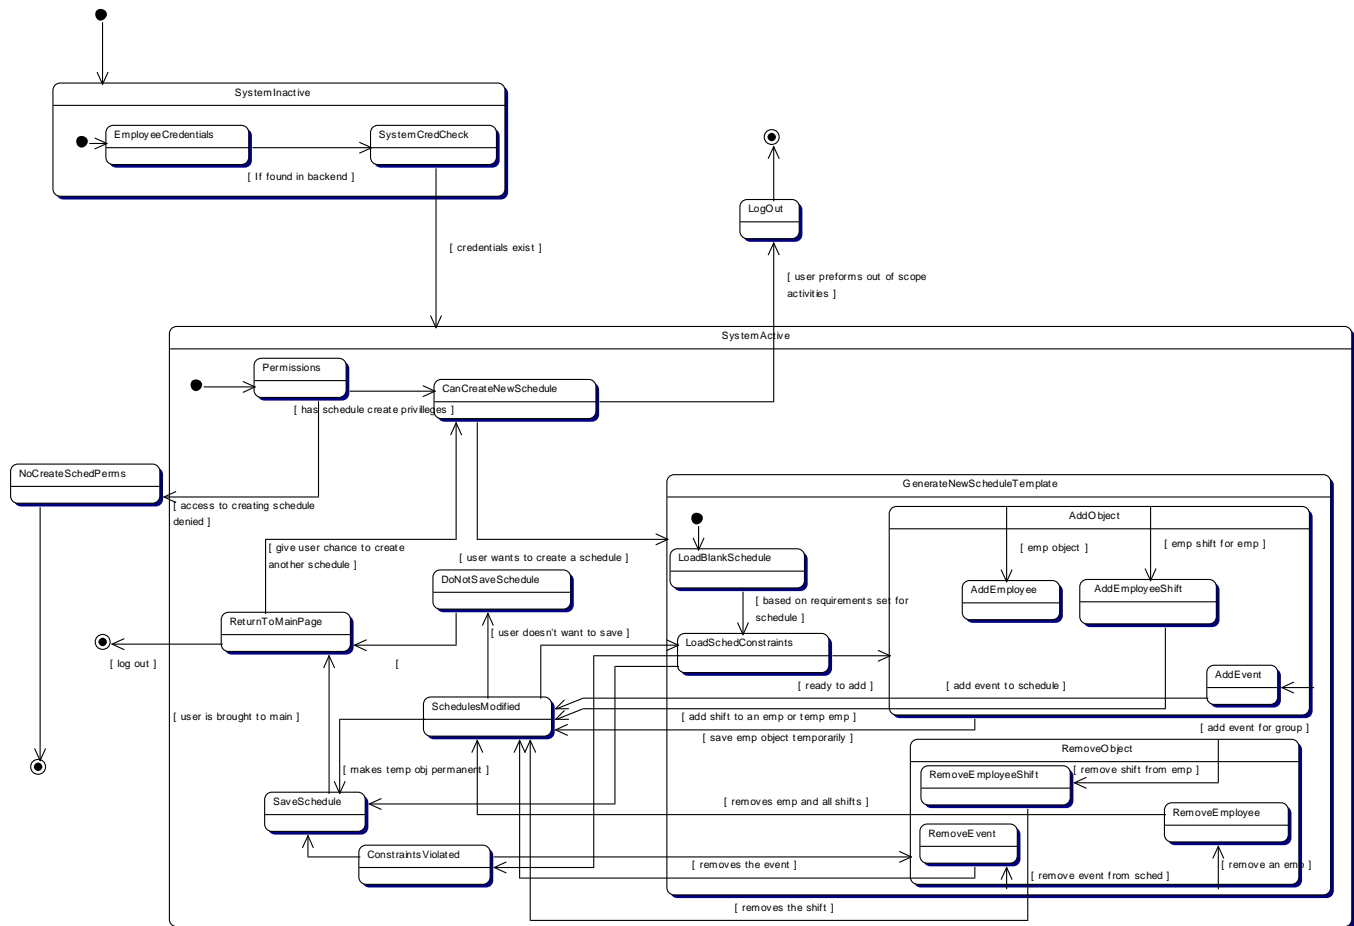 SystemInactive
EmployeeCredentials
SystemCredCheck
[ If found in backend ]
LogOut
[ credentials exist ]
[ user preforms out of scope
activities ]
SystemActive
Permissions
CanCreateNewSchedule
[ has schedule create privilleges ]
NoCreateSchedPerms
[ access to creating schedule
denied ]
GenerateNewScheduleTemplate
AddObject
[ give user chance to create
another schedule ]
[ user wants to create a schedule ]
LoadBlankSchedule
[ emp object ]
[ emp shift for emp ]
DoNotSaveSchedule
AddEmployee
AddEmployeeShift
[ based on requirements set for
schedule ]
ReturnToMainPage
[ user doesn't want to save ]
LoadSchedConstraints
[ log out ]
[
AddEvent
[ ready to add ]
[ add event to schedule ]
SchedulesModified
[ user is brought to main ]
[ add shift to an emp or temp emp ]
[ add event for group ]
[ save emp object temporarily ]
RemoveObject
[ makes temp obj permanent ]
RemoveEmployeeShift
[ remove shift from emp ]
SaveSchedule
[ removes emp and all shifts ]
RemoveEmployee
RemoveEvent
ConstraintsViolated
[ removes the event ]
[ remove an emp ]
[ remove event from sched ]
[ removes the shift ]